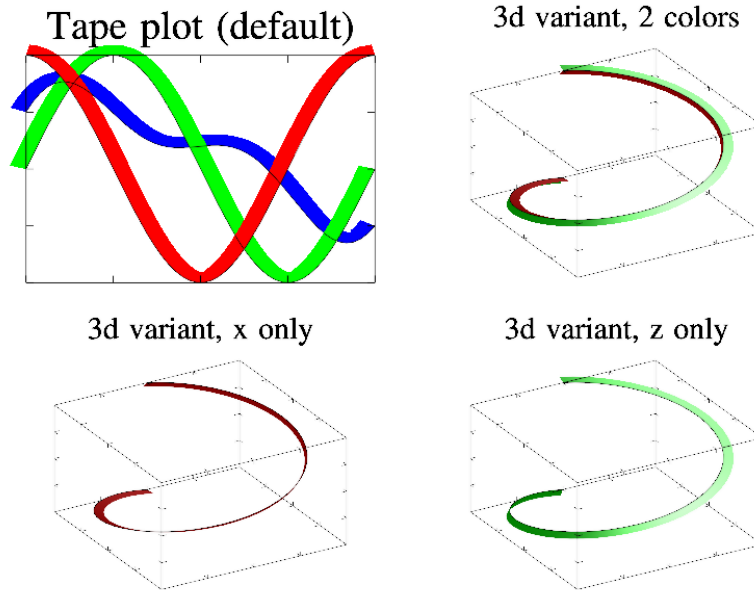 Tape plot (default)
3d variant, 2 colors
3d variant, x only
3d variant, z only